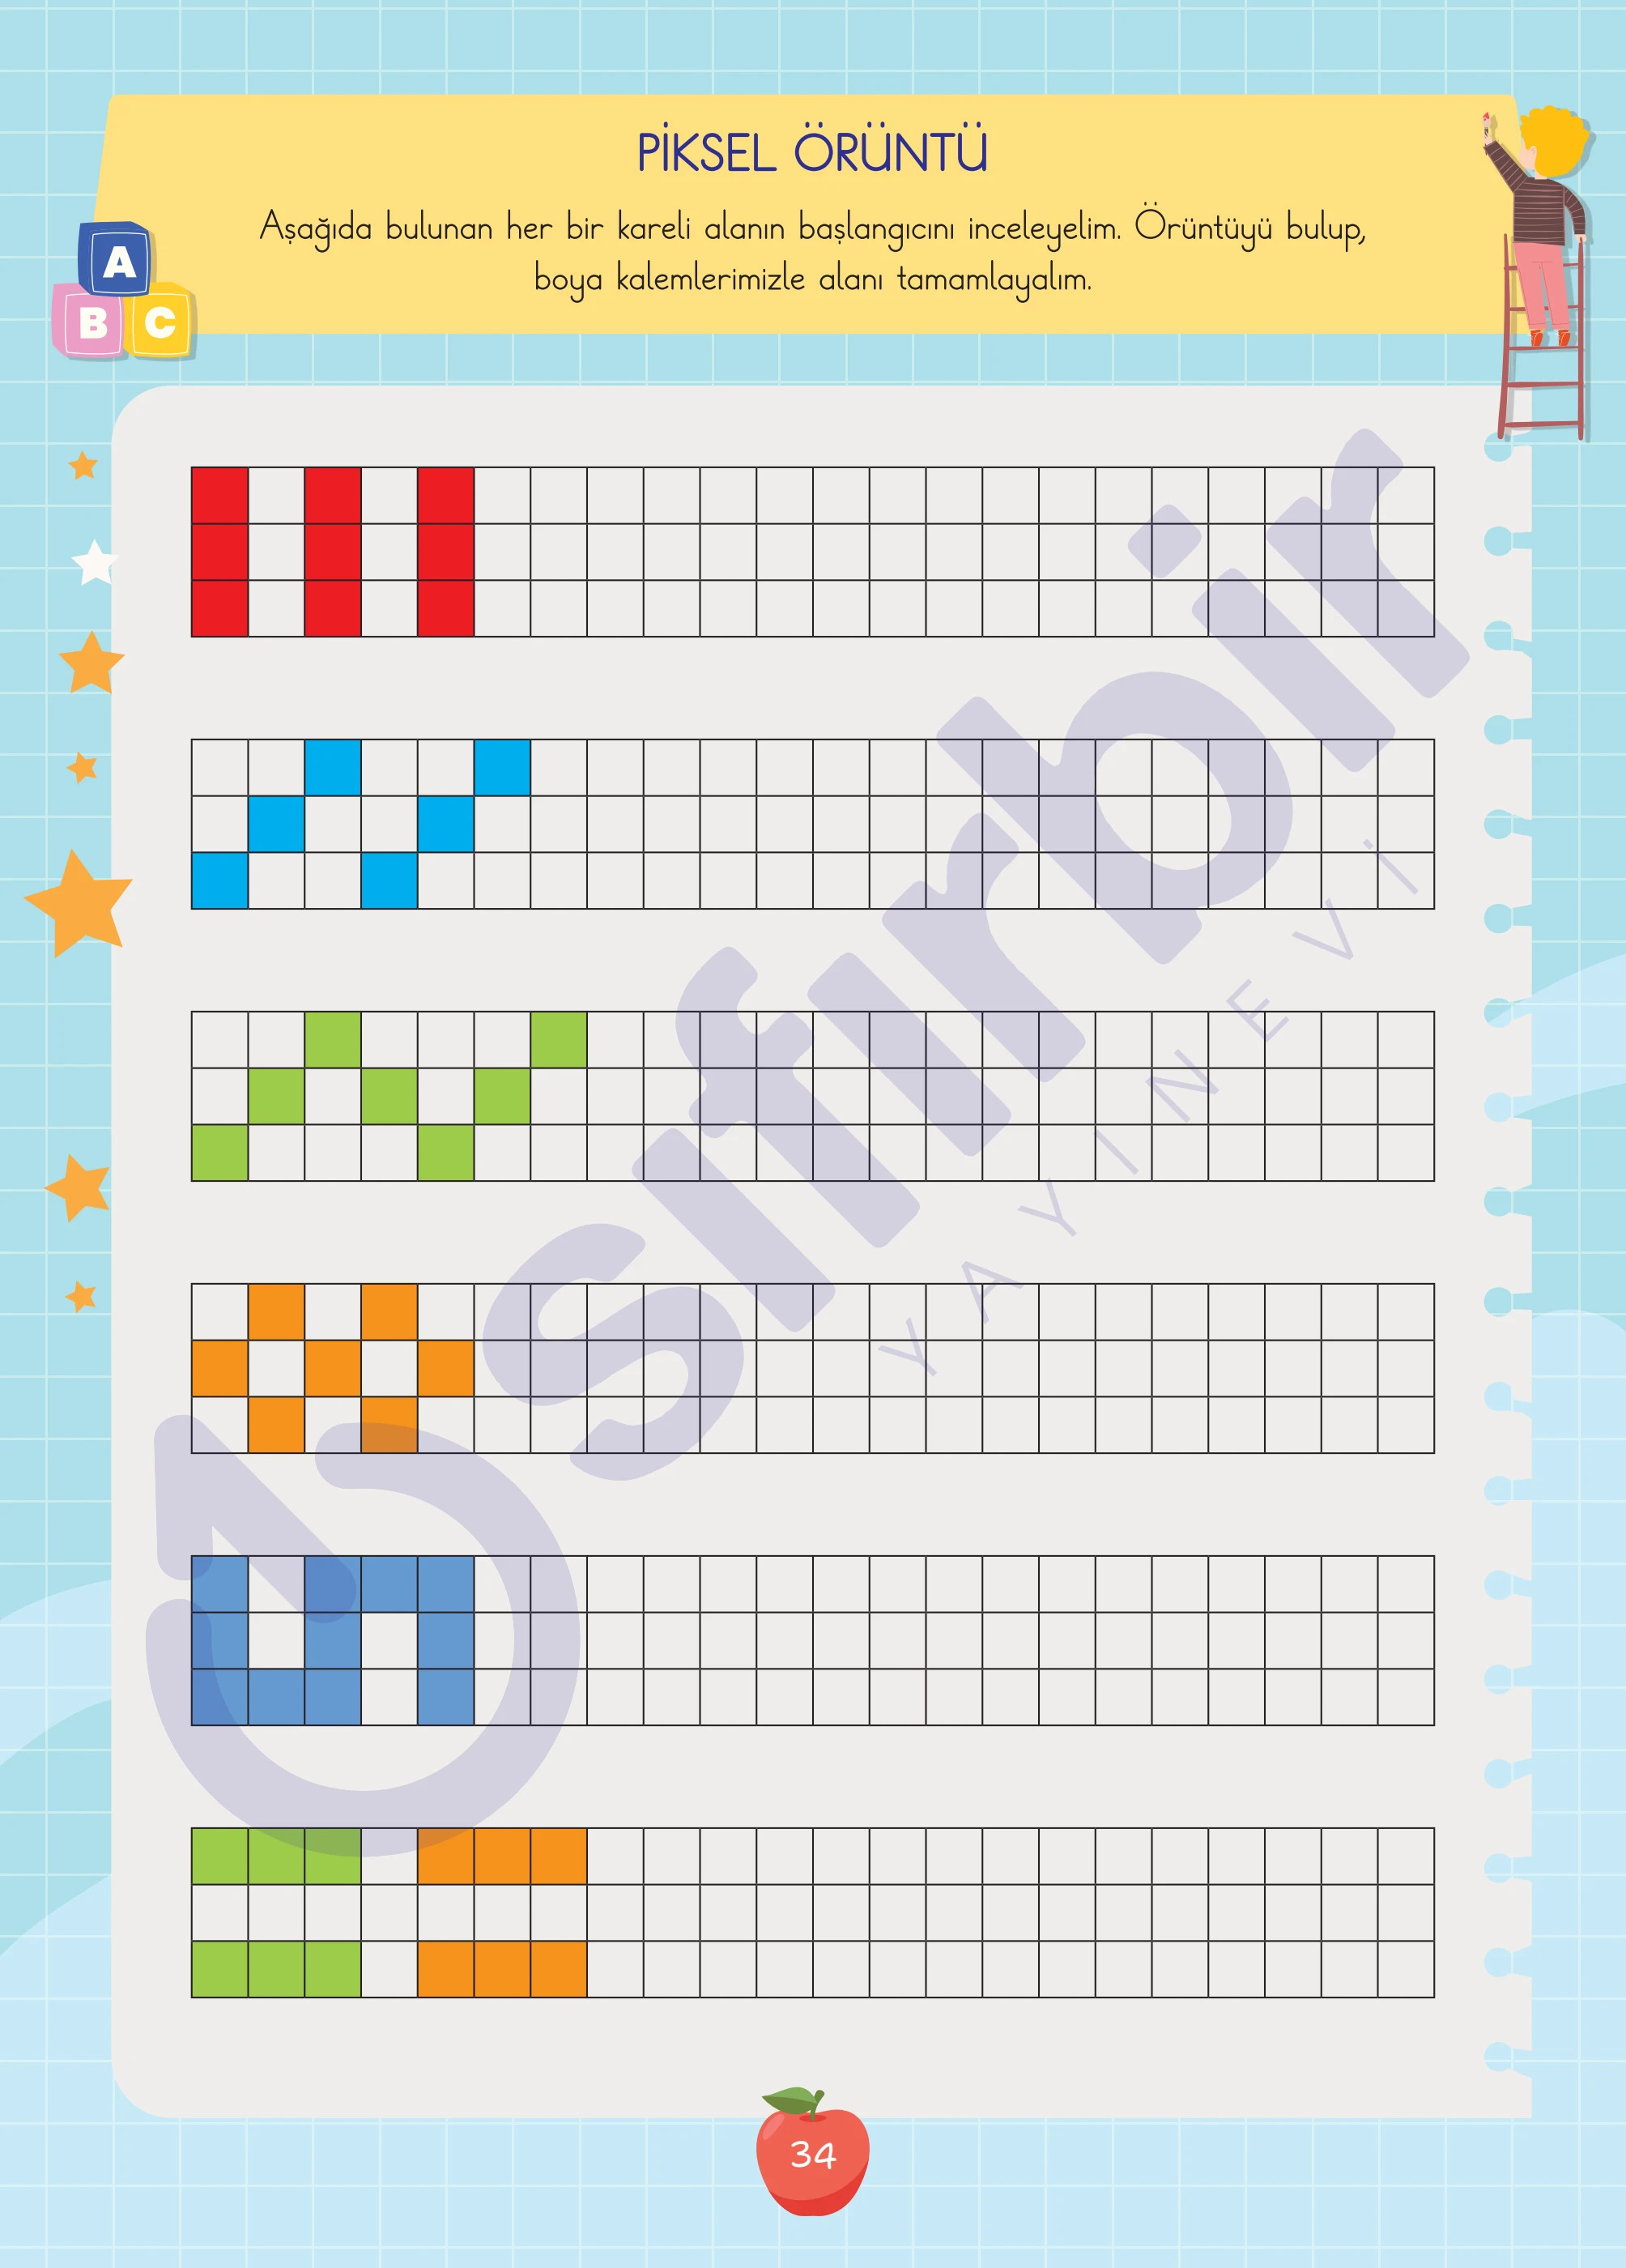 PİKSEL ÖRÜNTÜ
Aşağıda bulunan her bir kareli alanın başlangıcını inceleyelim. Örüntüyü bulup,
boya kalemlerimizle alanı tamamlayalım.
A
B C
sıfırbir
YAYINEVİ
34